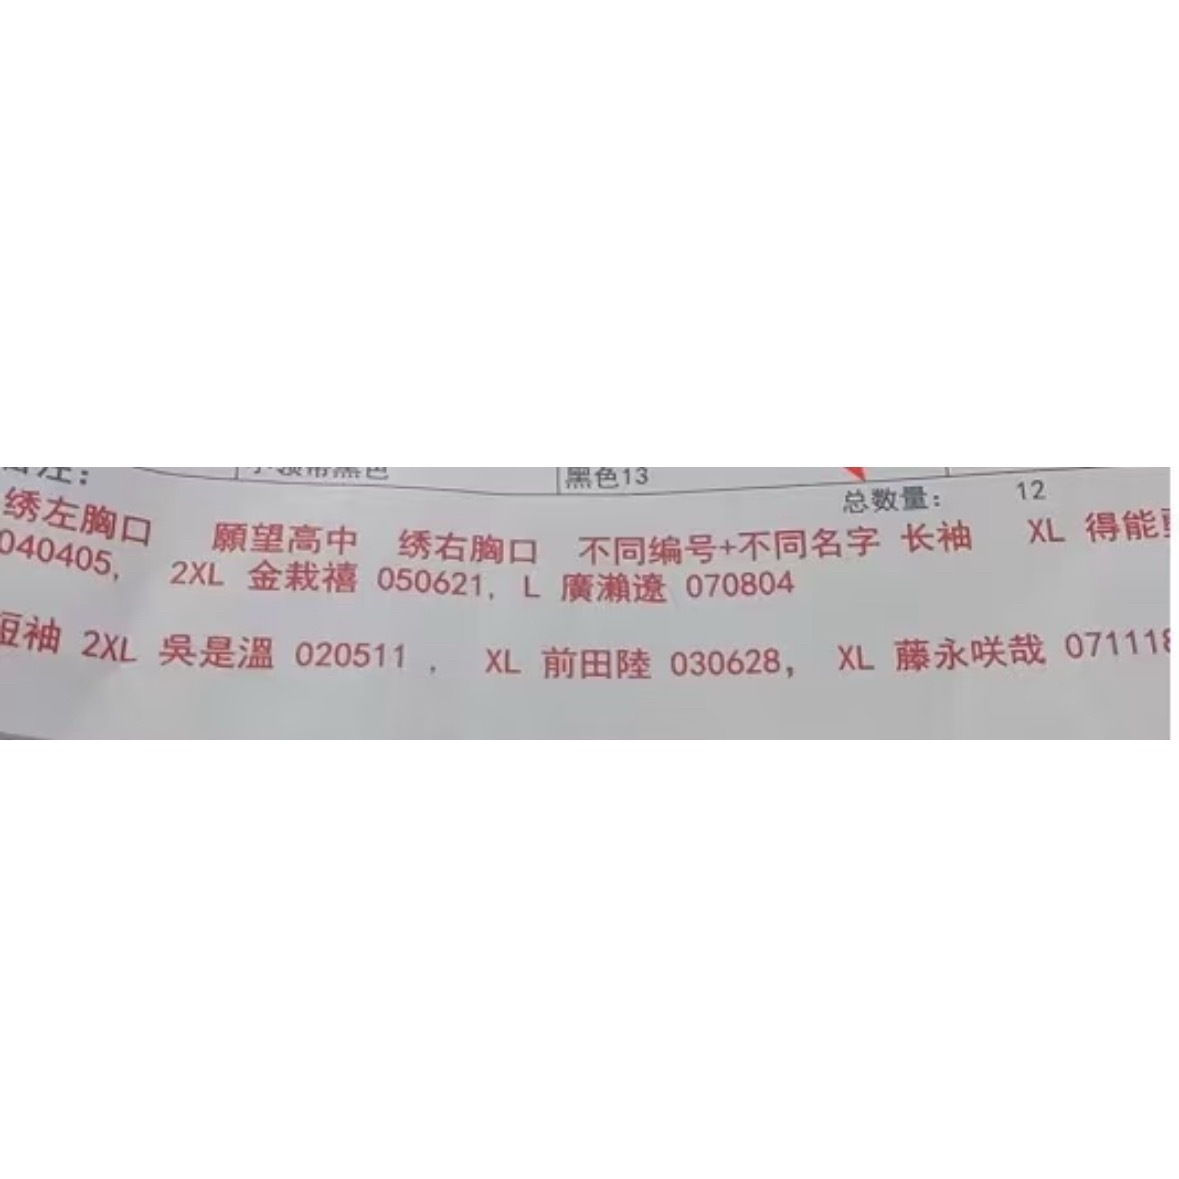 黑色13
总数量： 12
绣左胸口 願望高中 绣右胸口 不同编号+不同名字 长袖 XL 得能
040405, 2XL 金栽禧 050621, L 廣瀨遼 070804
短袖 2XL 吳是溫 020511 , XL 前田陸 030628, XL 藤永咲哉 071118